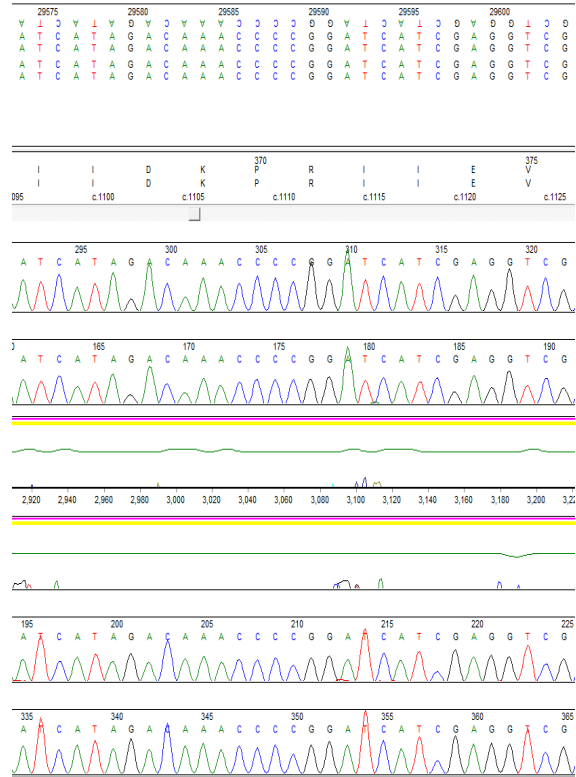 29575 29580 29585 29590 29595 29600
A T C A T A G A C A A A C C C C G G A T C A T C G A G G T C G
A T C A T A G A C A A A C C C C G G A T C A T C G A G G T C G
A T C A T A G A C A A A C C C C G G A T C A T C G A G G T C G
A T C A T A G A C A A A C C C C G G A T C A T C G A G G T C G
370 375
I I D K P R I I E V
I I D K P R I I E V
095 c.1100 c.1105 c.1110 c.1115 c.1120 c.1125
295 300 305 310 315 320
A T C A T A G A C A A A C C C C G G A T C A T C G A G G T C G
165 170 175 180 185 190
A T C A T A G A C A A A C C C C G G A T C A T C G A G G T C G
2,920 2,940 2,960 2,980 3,000 3,020 3,040 3,060 3,080 3,100 3,120 3,140 3,160 3,180 3,200 3,22
195 200 205 210 215 220 225
A T C A T A G A C A A A C C C C G G A T C A T C G A G G T C G
335 340 345 350 355 360 365
A T C A T A G A C A A A C C C C G G A T C A T C G A G G T C G